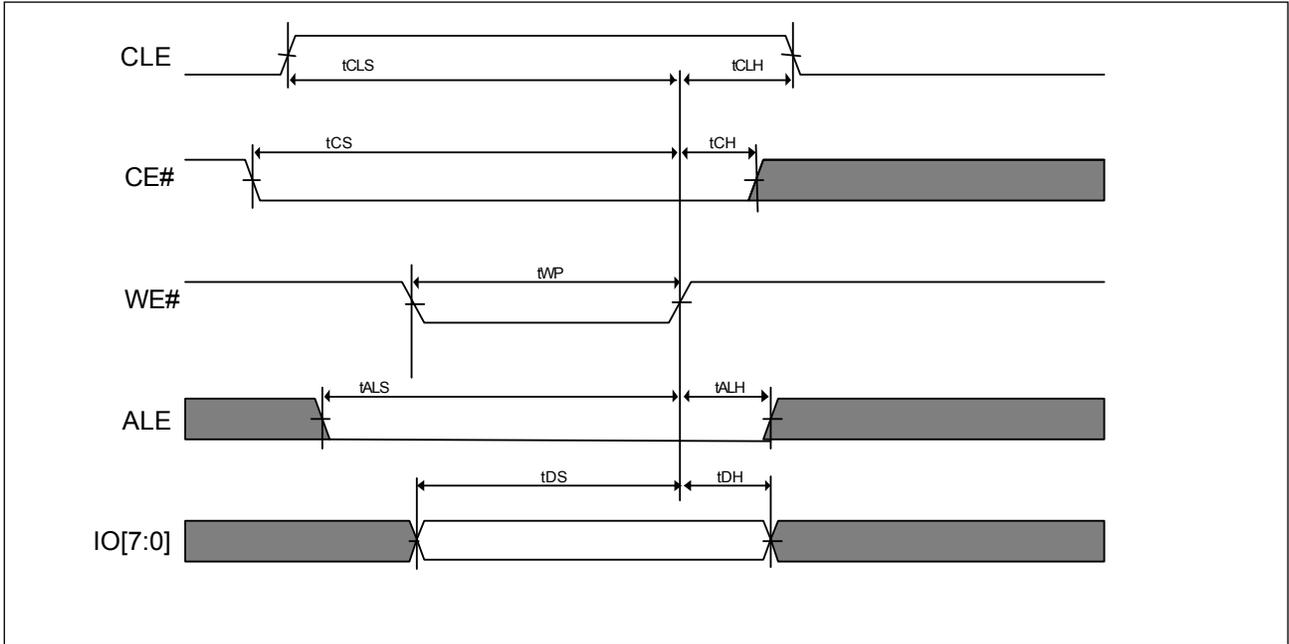 CLE
tCLS
tCLH
CE#
tCS
tCH
WE#
tWP
ALE
tALS
tALH
IO[7:0]
tDS
tDH